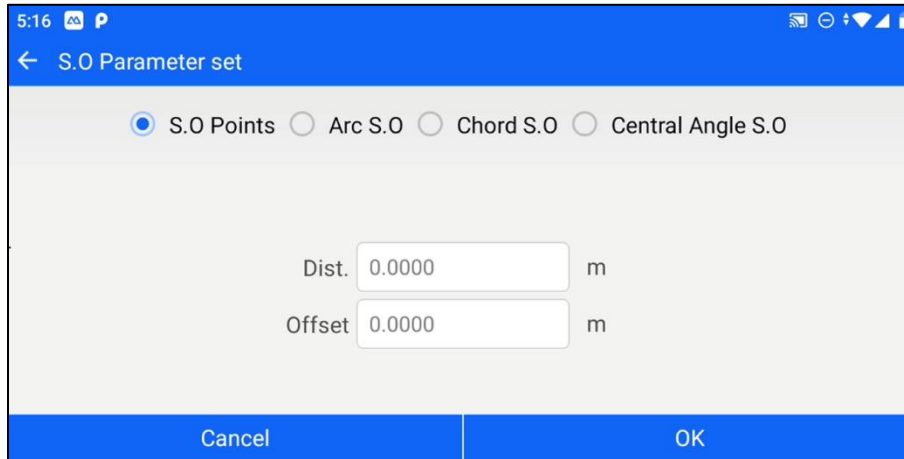 5:16
S.O Parameter set
S.O Points Arc S.O Chord S.O Central Angle S.O
Dist. 0.0000 m
Offset 0.0000 m
Cancel OK